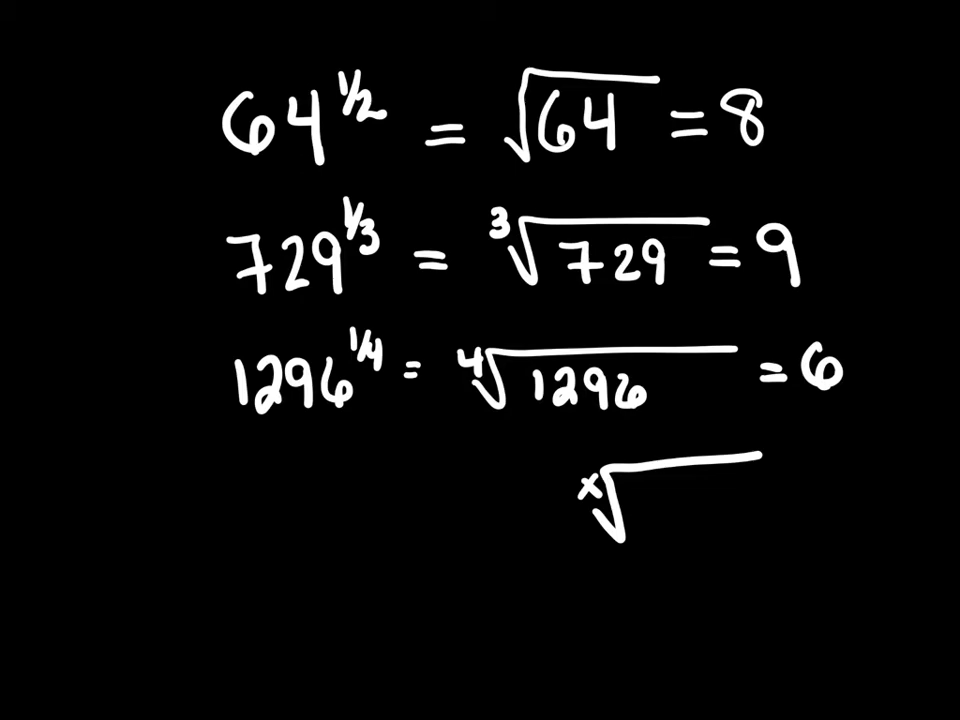 64^1/2 = √64 = 8
729^1/3 = ³√729 = 9
1296^1/4 = ⁴√1296 = 6
ˣ√